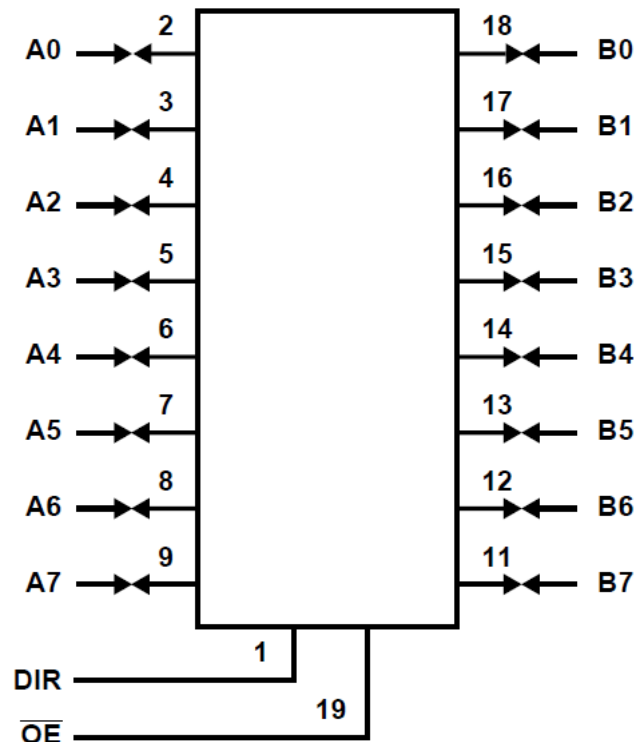 A0 2 18 B0
A1 3 17 B1
A2 4 16 B2
A3 5 15 B3
A4 6 14 B4
A5 7 13 B5
A6 8 12 B6
A7 9 11 B7
DIR 1
O̅E̅ 19